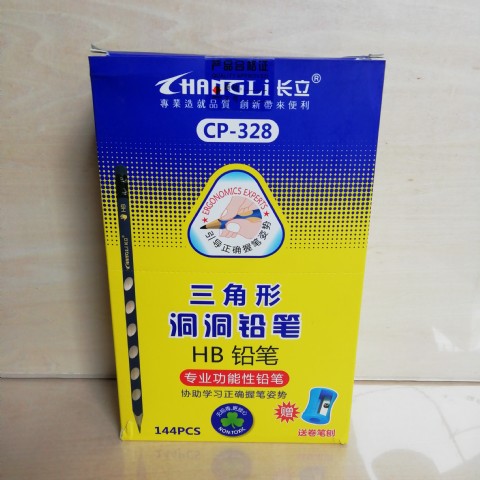 CHANGLi 长立®
專業造就品質 創新帶來便利
CP-328
ERGONOMICS EXPERTS
引导正确握笔姿势
三角形
洞洞铅笔
HB 铅笔
专业功能性铅笔
协助学习正确握笔姿势
赠
送卷笔刨
NONTOXIC
144PCS